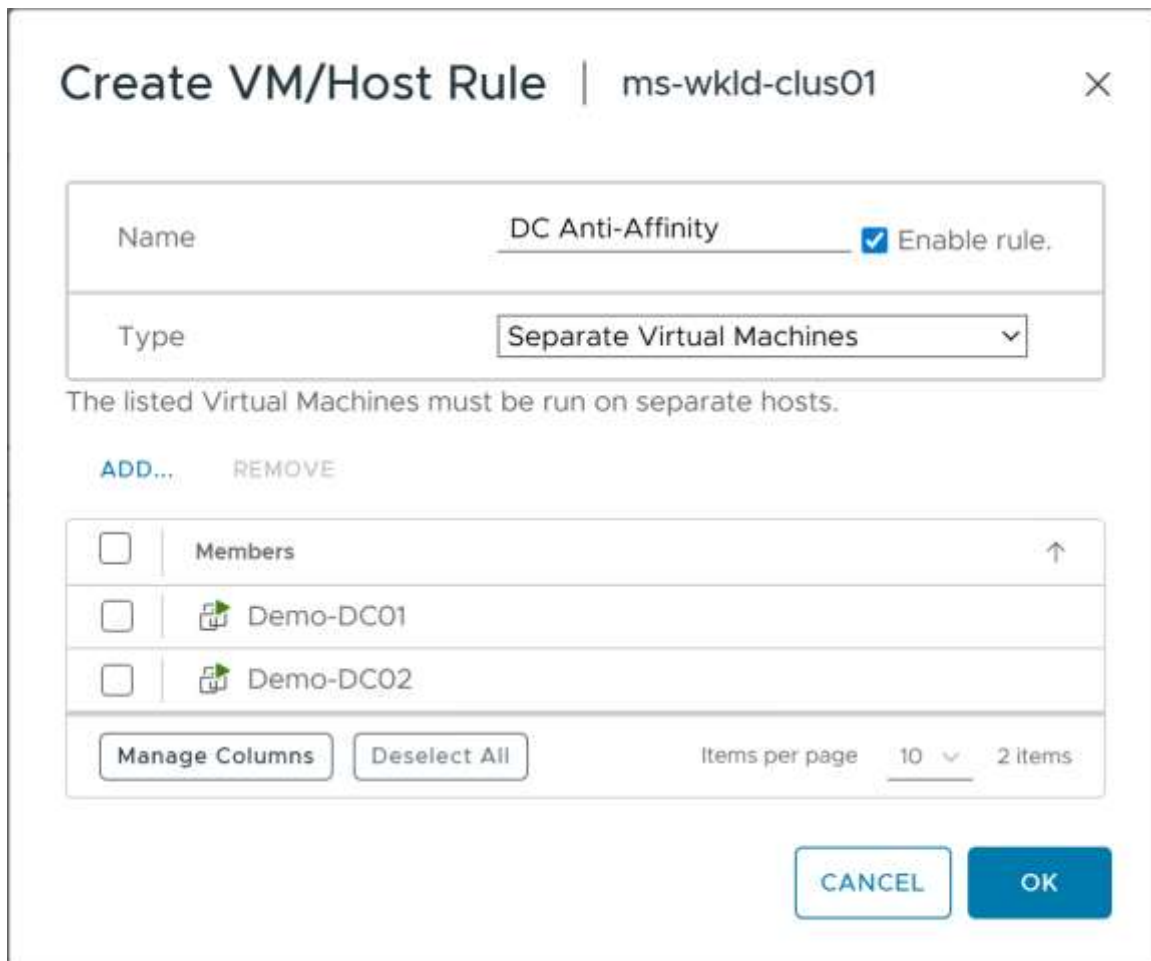 Create VM/Host Rule | ms-wkld-clus01
Name DC Anti-Affinity Enable rule.
Type Separate Virtual Machines
The listed Virtual Machines must be run on separate hosts.
ADD... REMOVE
Members
Demo-DC01
Demo-DC02
Manage Columns Deselect All Items per page 10 2 items
CANCEL OK